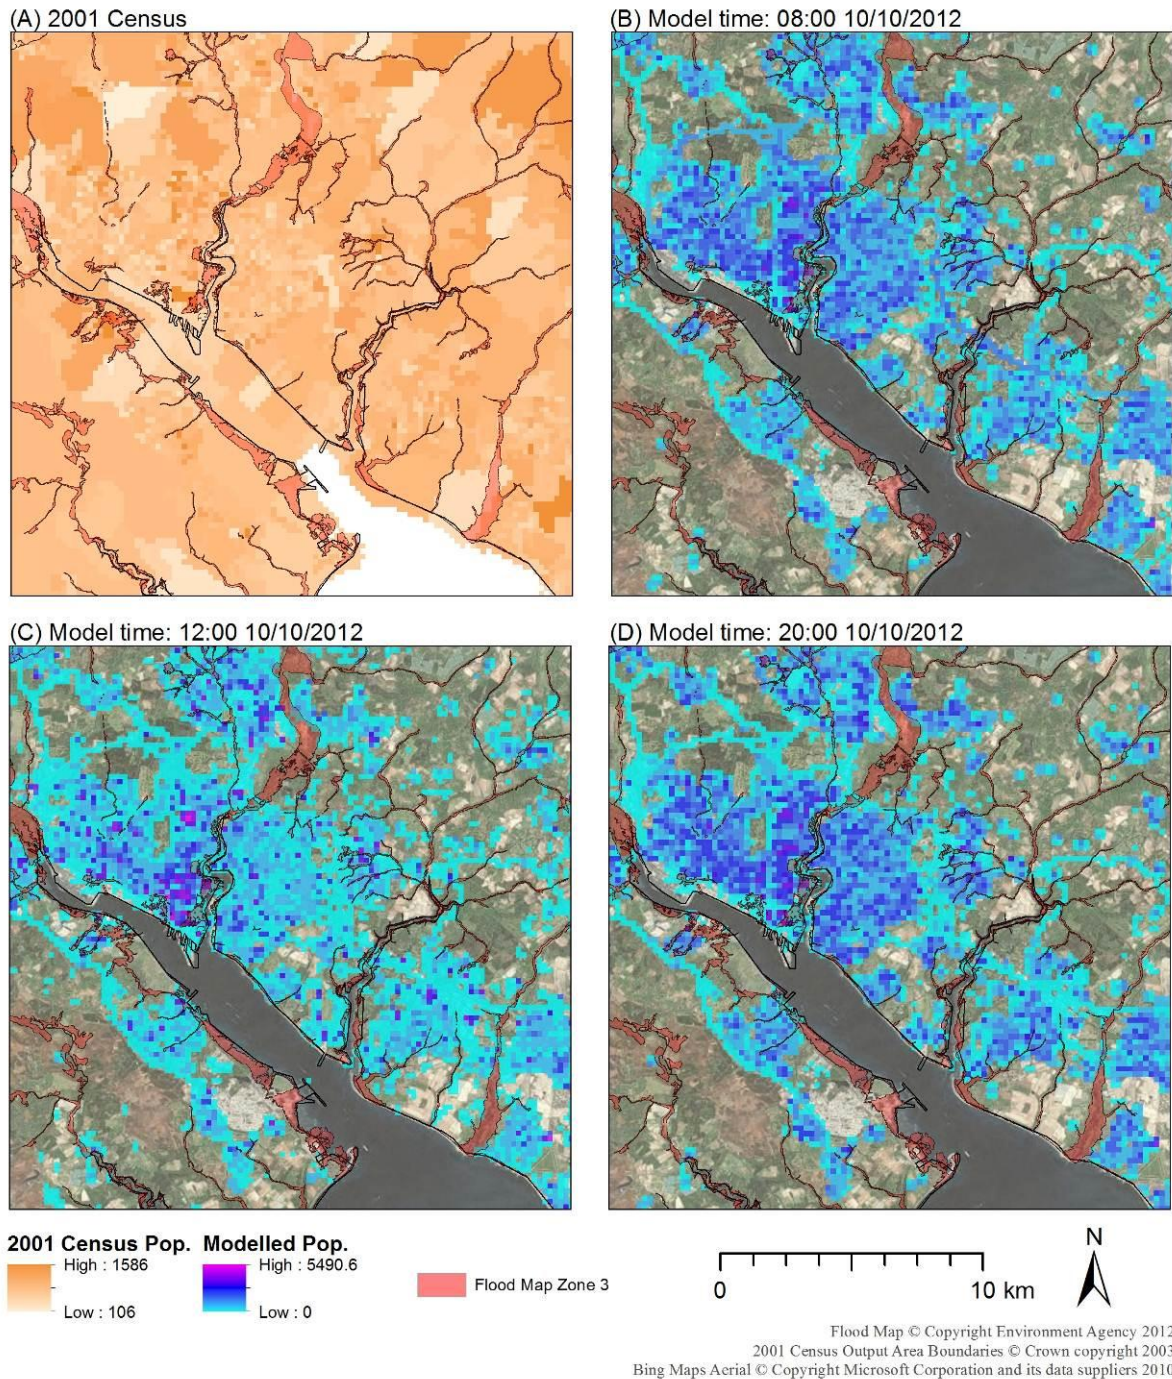 (A) 2001 Census
(B) Model time: 08:00 10/10/2012
(C) Model time: 12:00 10/10/2012
(D) Model time: 20:00 10/10/2012
2001 Census Pop.
High : 1586
Low : 106
Modelled Pop.
High : 5490.6
Low : 0
Flood Map Zone 3
0 10 km
N
Flood Map © Copyright Environment Agency 2012
2001 Census Output Area Boundaries © Crown copyright 2003
Bing Maps Aerial © Copyright Microsoft Corporation and its data suppliers 2010